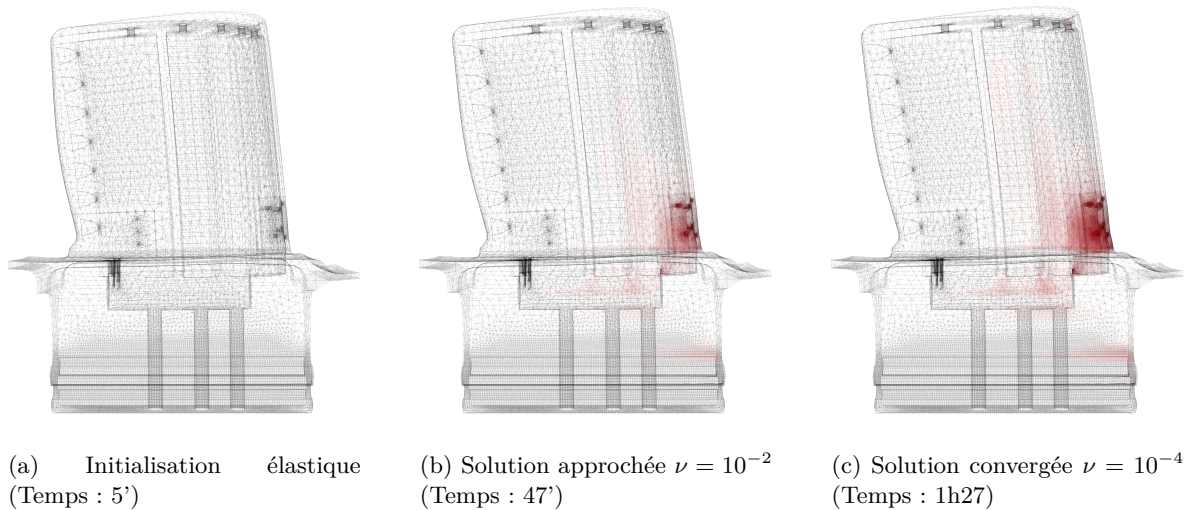 (a) Initialisation élastique
(Temps : 5’)
(b) Solution approchée ν = 10⁻²
(Temps : 47’)
(c) Solution convergée ν = 10⁻⁴
(Temps : 1h27)